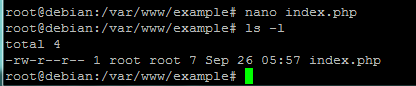 root@debian:/var/www/example# nano index.php
root@debian:/var/www/example# ls -l
total 4
-rw-r--r-- 1 root root 7 Sep 26 05:57 index.php
root@debian:/var/www/example#